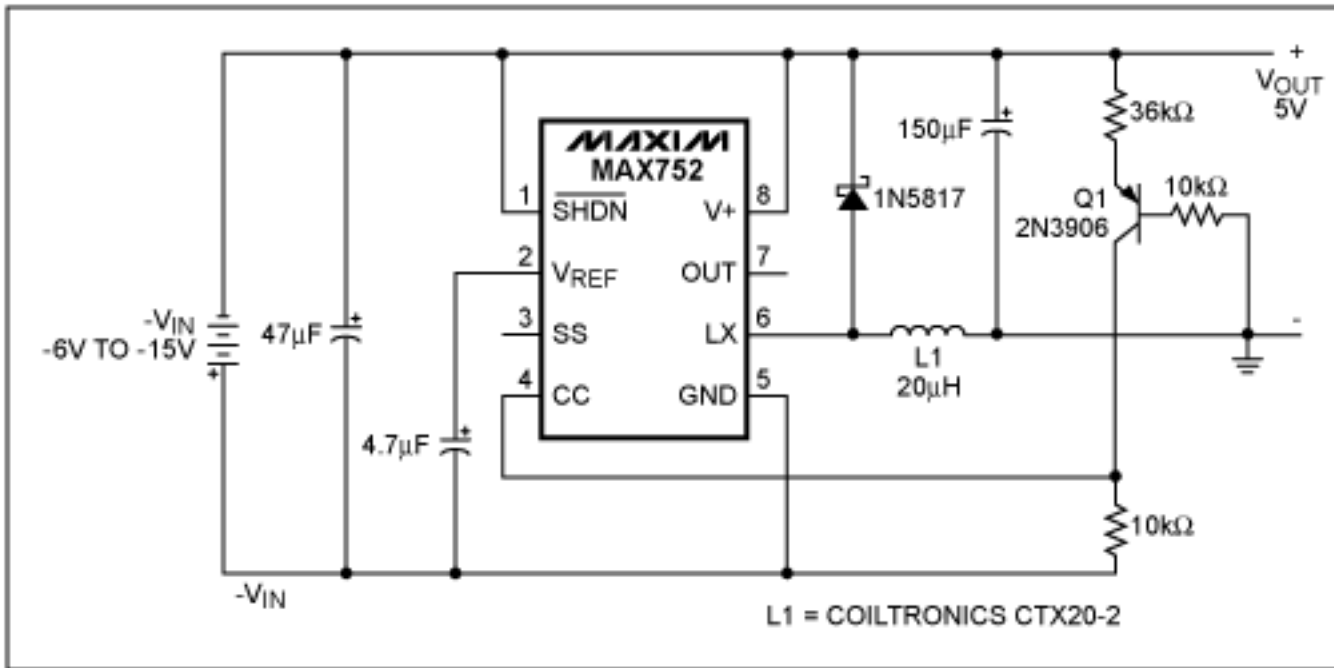 +
VOUT
5V
36kΩ
150µF
MAXIM
MAX752
1
SHDN
V+
8
1N5817
Q1
2N3906
10kΩ
2
VREF
OUT
7
-VIN
-6V TO -15V
+
47µF
+
3
SS
LX
6
L1
20µH
-
4
CC
GND
5
4.7µF
+
+
10kΩ
-VIN
L1 = COILTRONICS CTX20-2